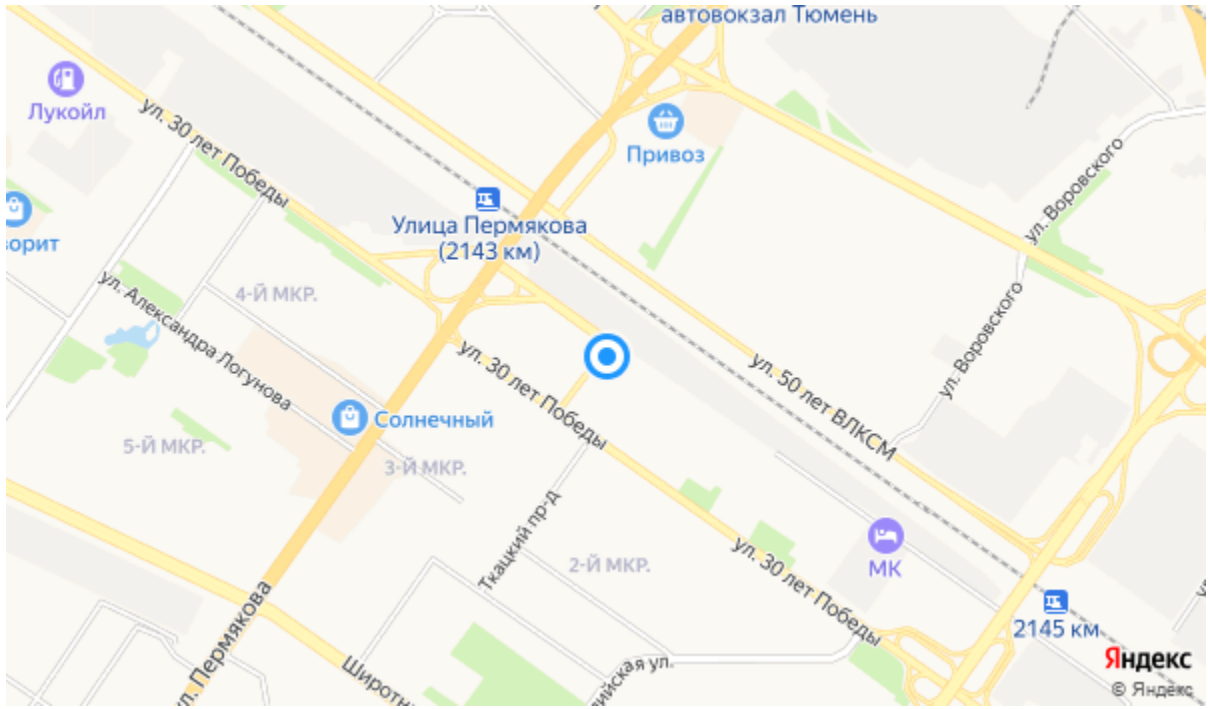 автовокзал Тюмень
Лукойл
ул. 30 лет Победы
Привоз
ул. Воровского
Улица Пермякова
(2143 км)
4-Й МКР.
ул. Александра Логунова
ул. Воровского
ул. 30 лет Победы
ул. 50 лет ВЛКСМ
Солнечный
5-Й МКР.
3-Й МКР.
Ткацкий пр-д
2-Й МКР.
МК
ул. 30 лет Победы
2145 км
Яндекс
© Яндекс